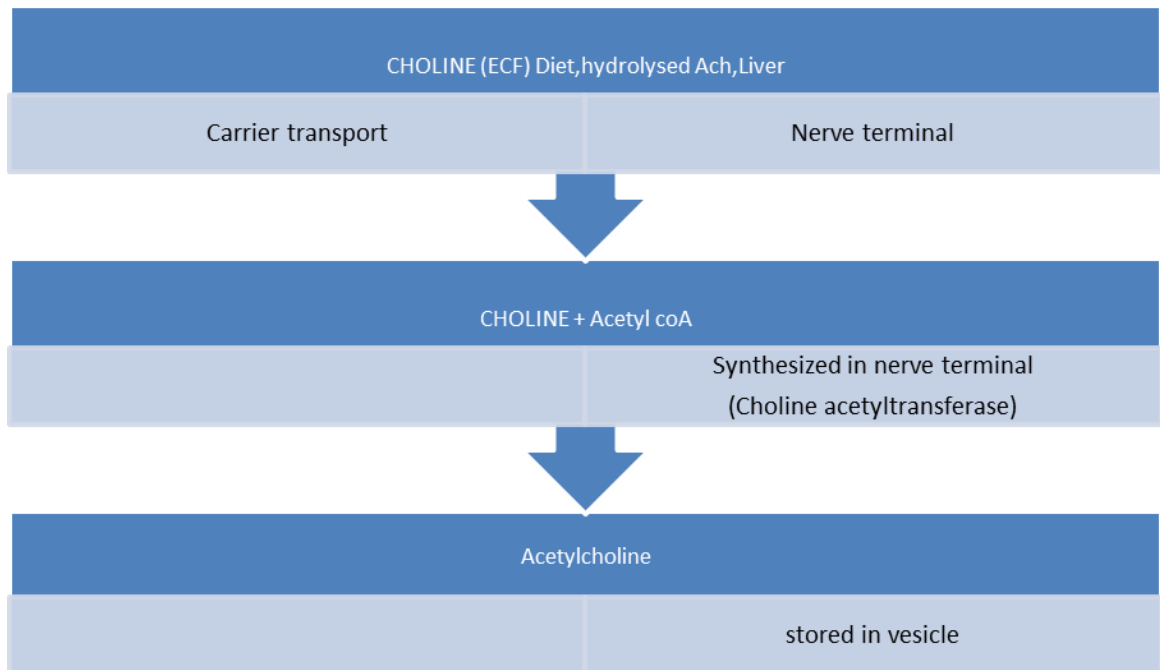 CHOLINE (ECF) Diet,hydrolysed Ach,Liver
Carrier transport
Nerve terminal
CHOLINE + Acetyl coA
Synthesized in nerve terminal
(Choline acetyltransferase)
Acetylcholine
stored in vesicle